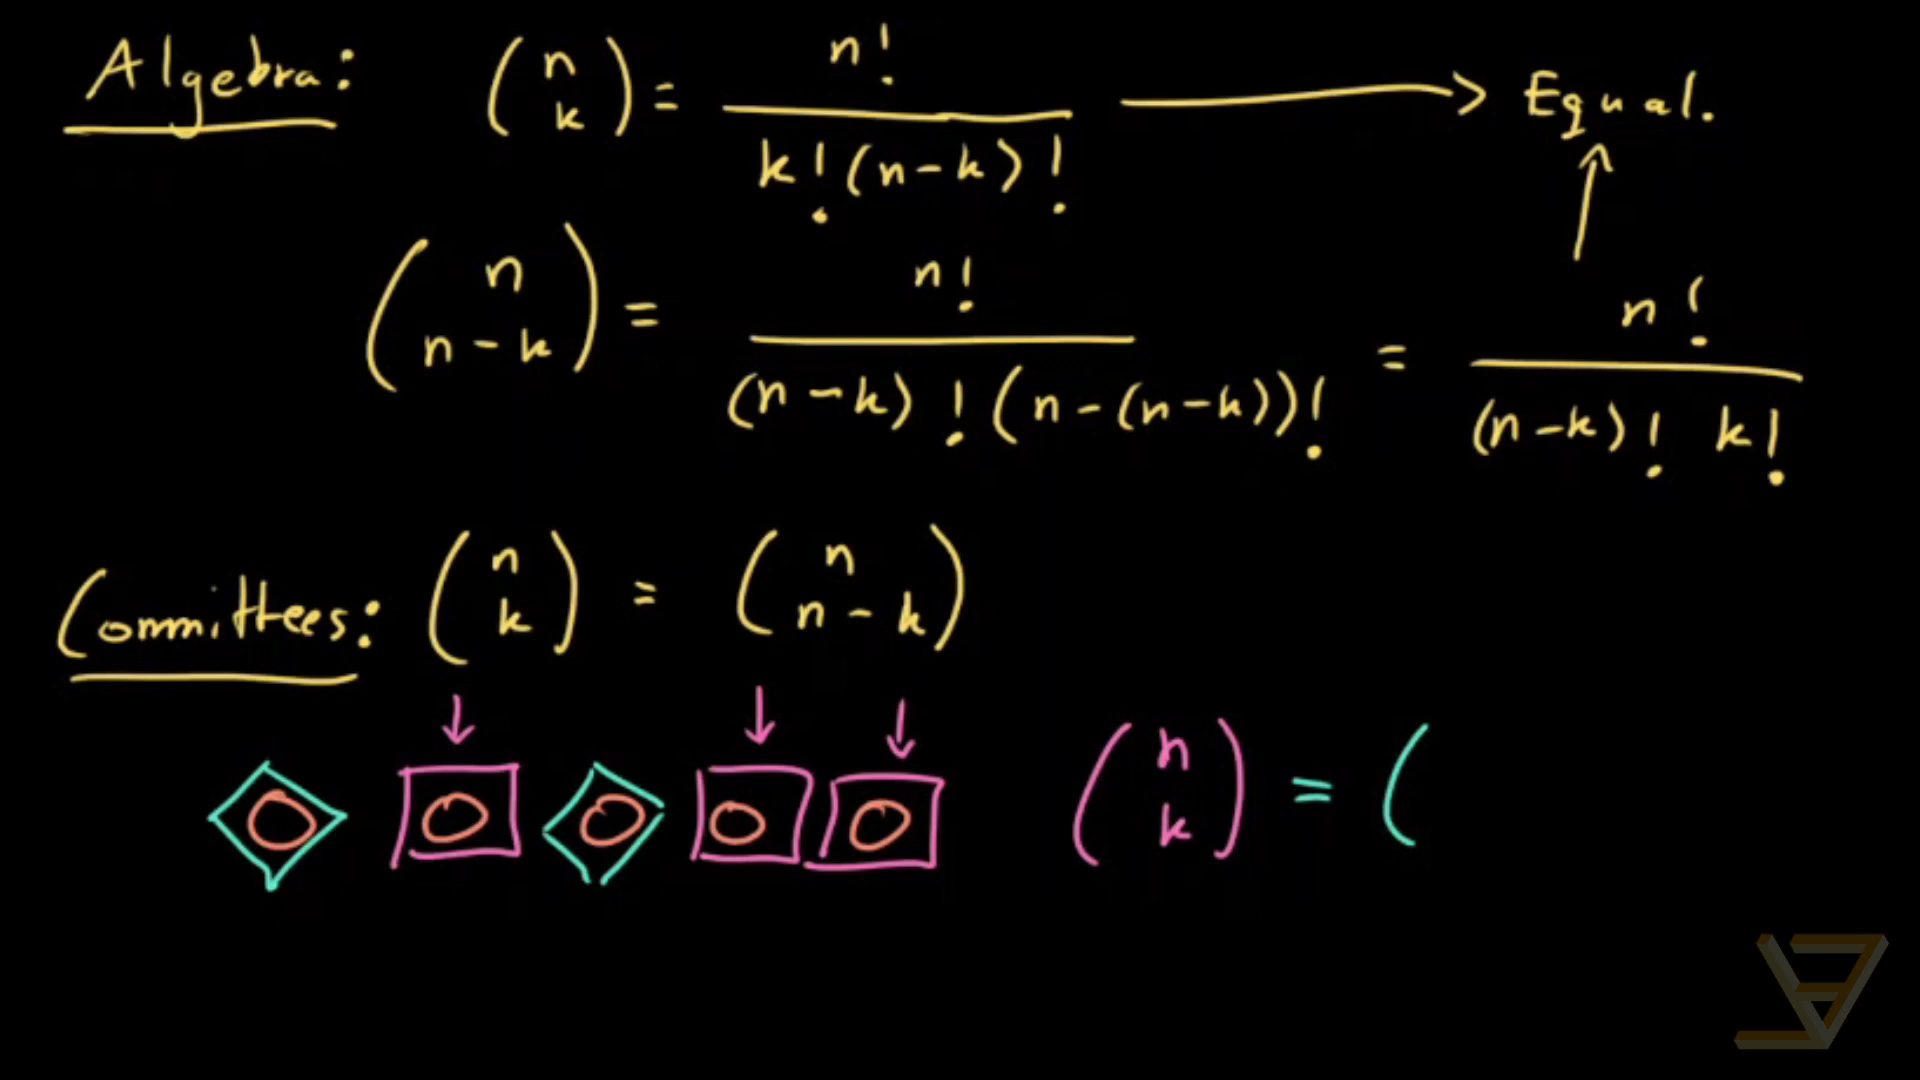 Algebra: (n k) = n! / k!(n-k)! → Equal.
(n n-k) = n! / (n-k)!(n-(n-k))! = n! / (n-k)! k!
Committees: (n k) = (n n-k)
(n k) = (